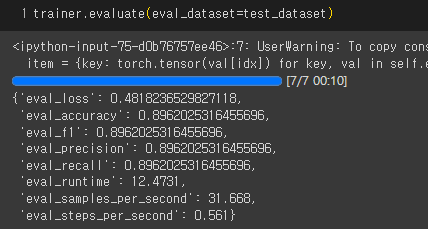 1 trainer.evaluate(eval_dataset=test_dataset)
<ipython-input-75-d0b76757ee46>:7: UserWarning: To copy cons
item = {key: torch.tensor(val[idx]) for key, val in self.e
[7/7 00:10]
{'eval_loss': 0.4818236529827118,
'eval_accuracy': 0.8962025316455696,
'eval_f1': 0.8962025316455696,
'eval_precision': 0.8962025316455696,
'eval_recall': 0.8962025316455696,
'eval_runtime': 12.4731,
'eval_samples_per_second': 31.668,
'eval_steps_per_second': 0.561}